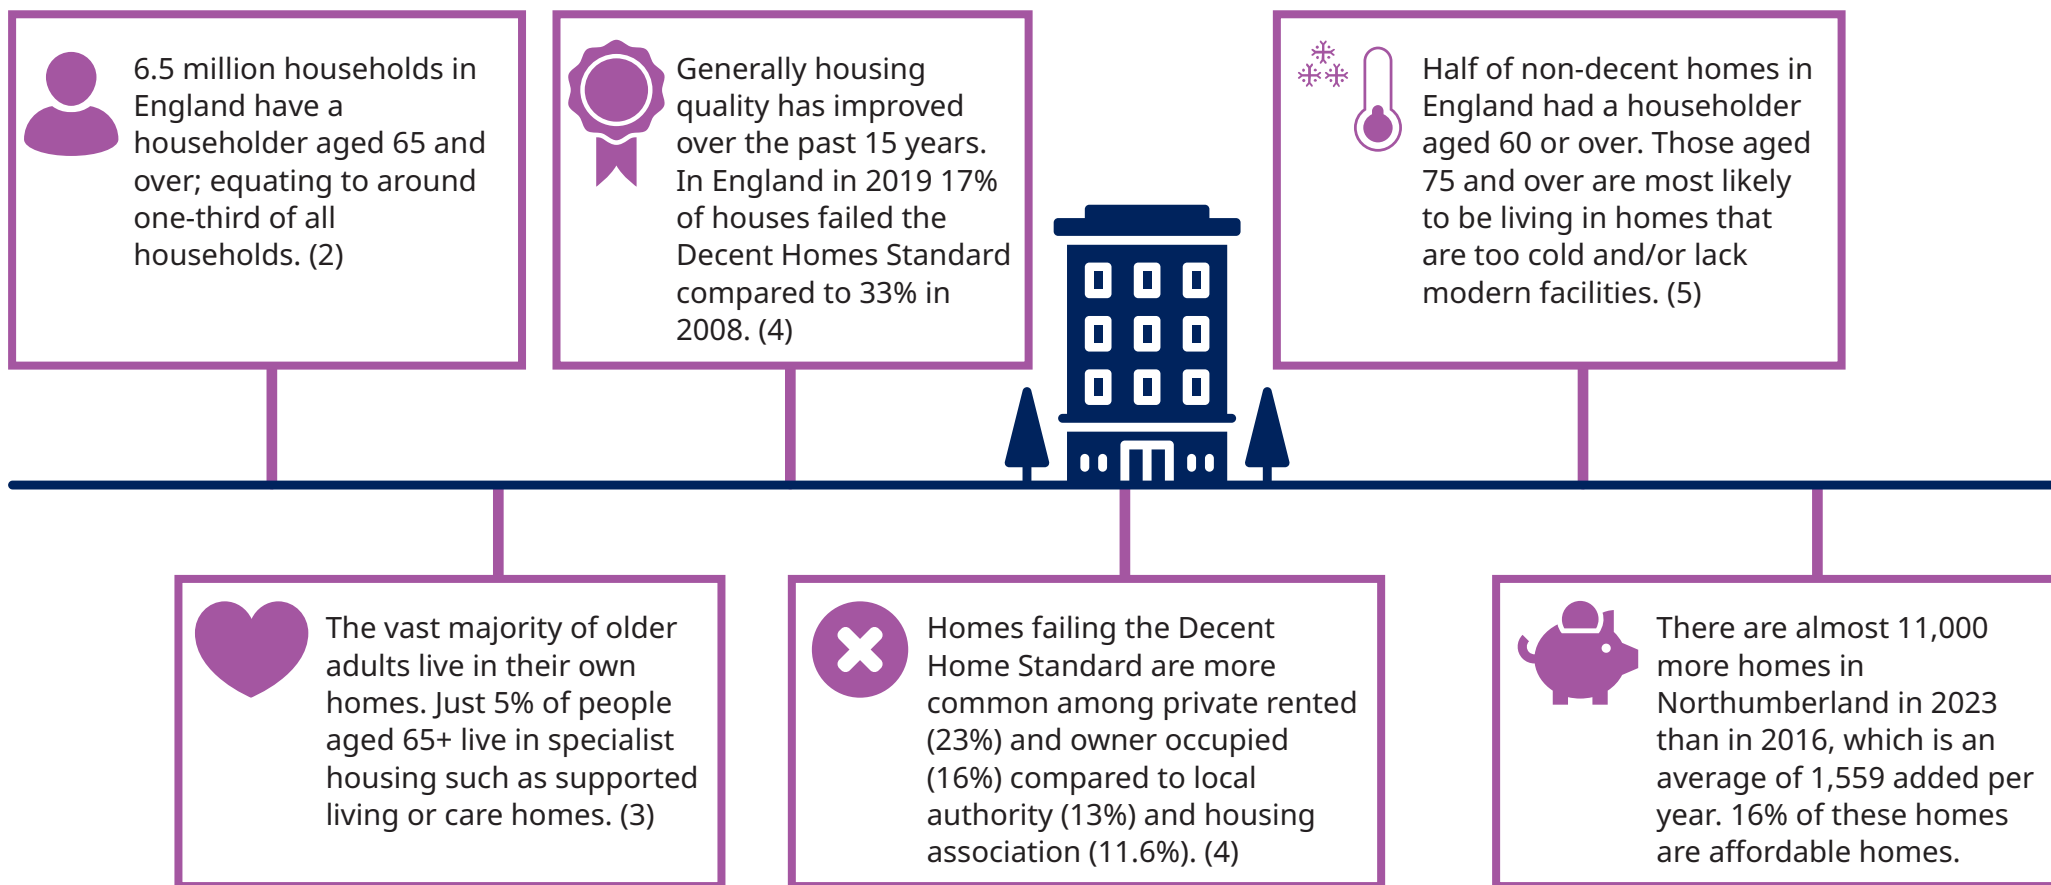 6.5 million households in
England have a
householder aged 65 and
over; equating to around
one-third of all
households. (2)
Generally housing
quality has improved
over the past 15 years.
In England in 2019 17%
of houses failed the
Decent Homes Standard
compared to 33% in
2008. (4)
Half of non-decent homes in
England had a householder
aged 60 or over. Those aged
75 and over are most likely
to be living in homes that
are too cold and/or lack
modern facilities. (5)
The vast majority of older
adults live in their own
homes. Just 5% of people
aged 65+ live in specialist
housing such as supported
living or care homes. (3)
Homes failing the Decent
Home Standard are more
common among private rented
(23%) and owner occupied
(16%) compared to local
authority (13%) and housing
association (11.6%). (4)
There are almost 11,000
more homes in
Northumberland in 2023
than in 2016, which is an
average of 1,559 added per
year. 16% of these homes
are affordable homes.